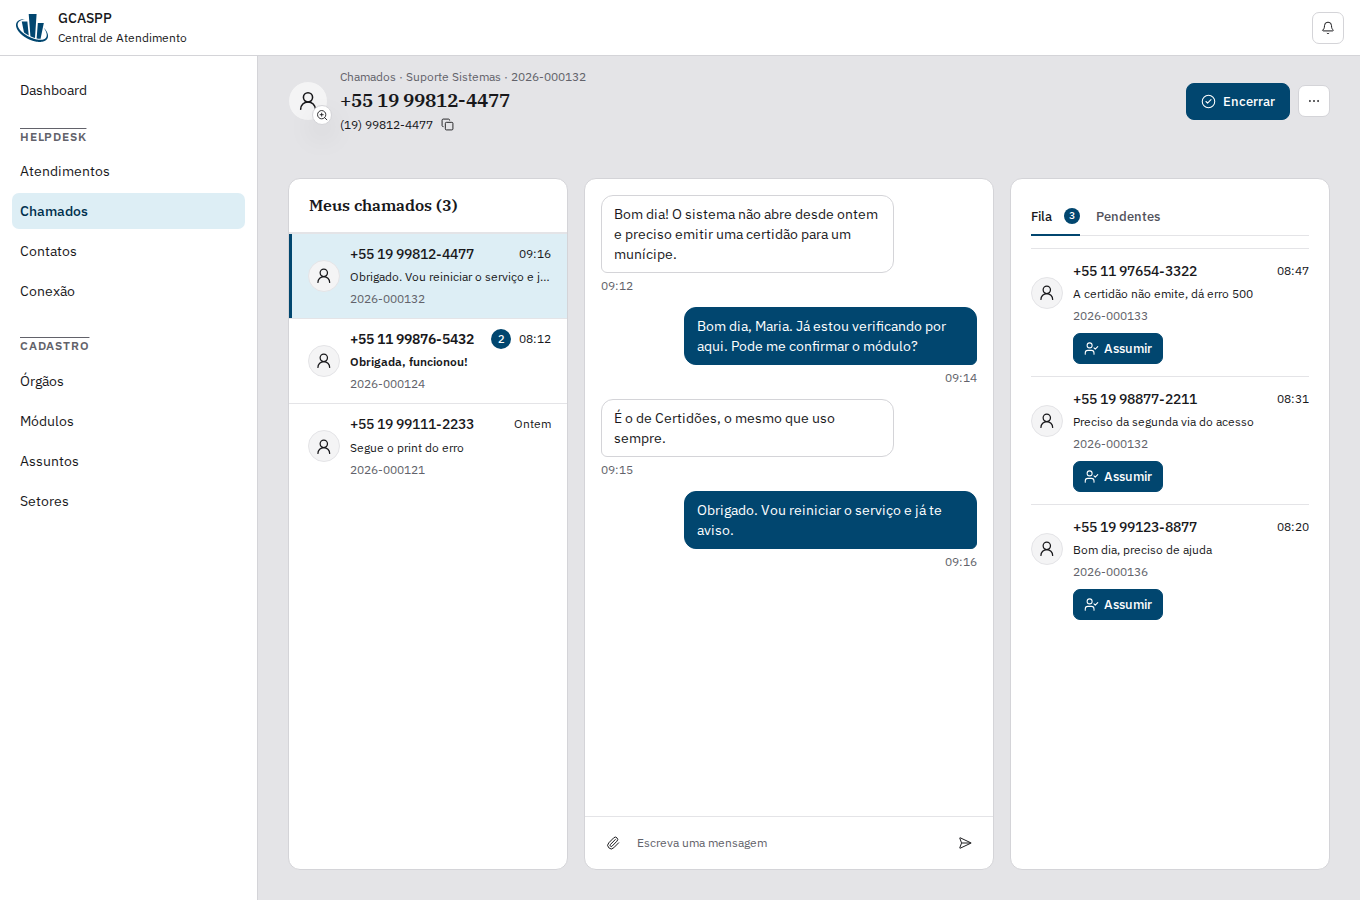 GCASPP
Central de Atendimento
Dashboard
HELPDESK
Atendimentos
Chamados
Contatos
Conexão
CADASTRO
Órgãos
Módulos
Assuntos
Setores
Chamados · Suporte Sistemas · 2026-000132
+55 19 99812-4477
(19) 99812-4477
Encerrar
Meus chamados (3)
+55 19 99812-4477 09:16
Obrigado. Vou reiniciar o serviço e j...
2026-000132
+55 11 99876-5432 2 08:12
Obrigada, funcionou!
2026-000124
+55 19 99111-2233 Ontem
Segue o print do erro
2026-000121
Bom dia! O sistema não abre desde ontem
e preciso emitir uma certidão para um
munícipe.
09:12
Bom dia, Maria. Já estou verificando por
aqui. Pode me confirmar o módulo?
09:14
É o de Certidões, o mesmo que uso
sempre.
09:15
Obrigado. Vou reiniciar o serviço e já te
aviso.
09:16
Escreva uma mensagem
Fila 3 Pendentes
+55 11 97654-3322 08:47
A certidão não emite, dá erro 500
2026-000133
Assumir
+55 19 98877-2211 08:31
Preciso da segunda via do acesso
2026-000132
Assumir
+55 19 99123-8877 08:20
Bom dia, preciso de ajuda
2026-000136
Assumir